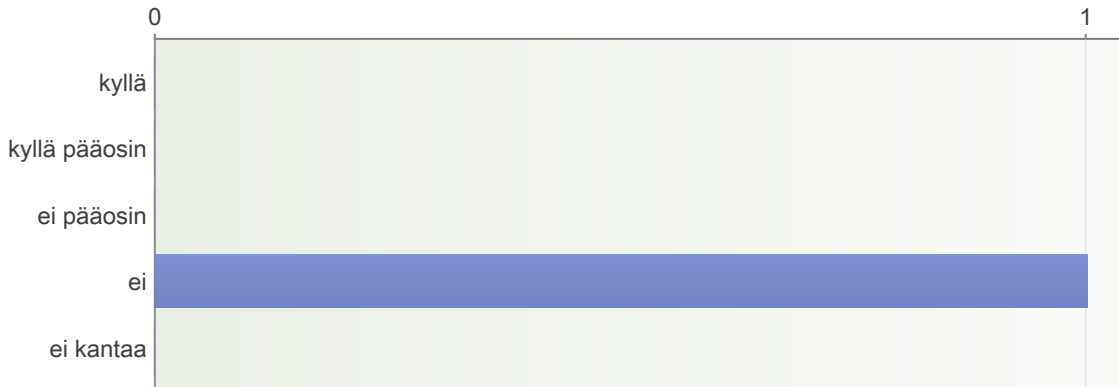 0 1
kyllä
kyllä pääosin
ei pääosin
ei
ei kantaa